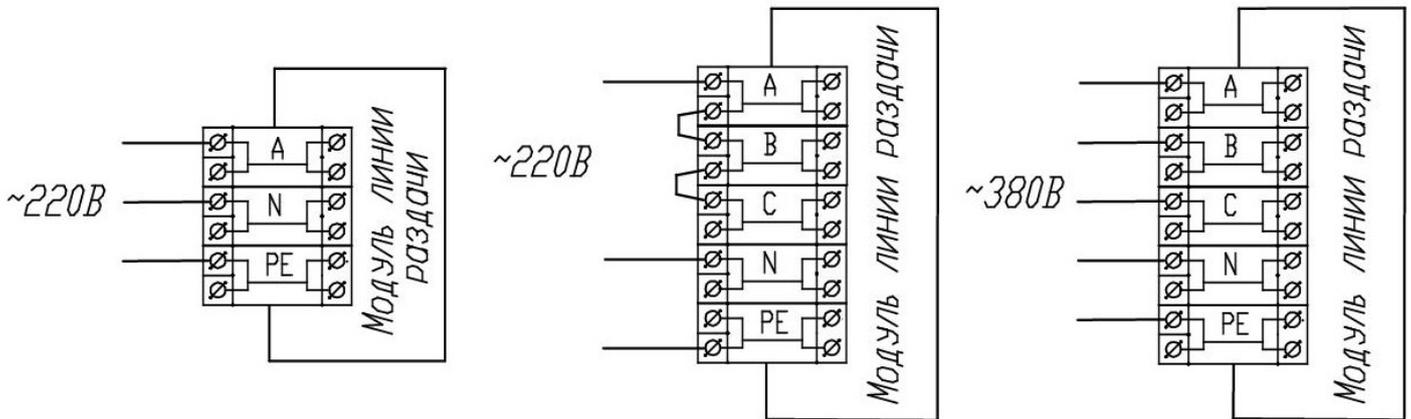 ~220В
A
N
PE
Модуль линии
раздачи
~220В
A
B
C
N
PE
Модуль линии раздачи
~380В
A
B
C
N
PE
Модуль линии раздачи